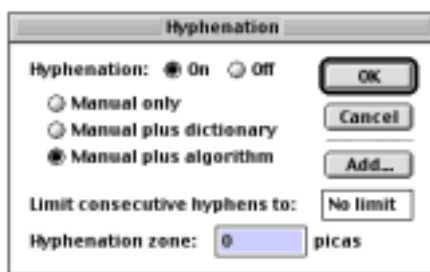 Hyphenation
Hyphenation: On Off OK
Manual only Cancel
Manual plus dictionary
Manual plus algorithm Add...
Limit consecutive hyphens to: No limit
Hyphenation zone: 0 picas